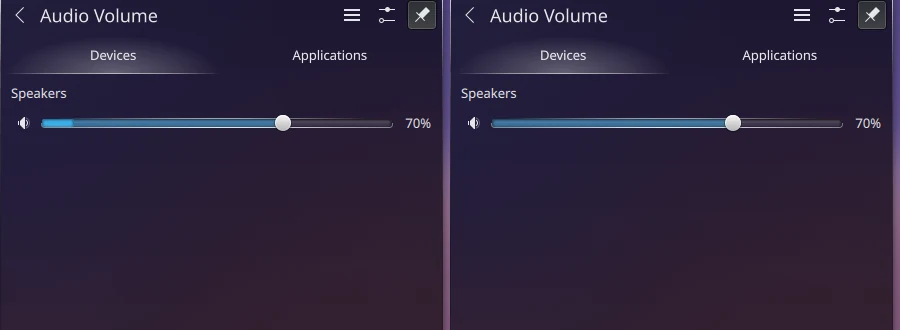 Audio Volume
Devices Applications
Speakers
70%
Audio Volume
Devices Applications
Speakers
70%